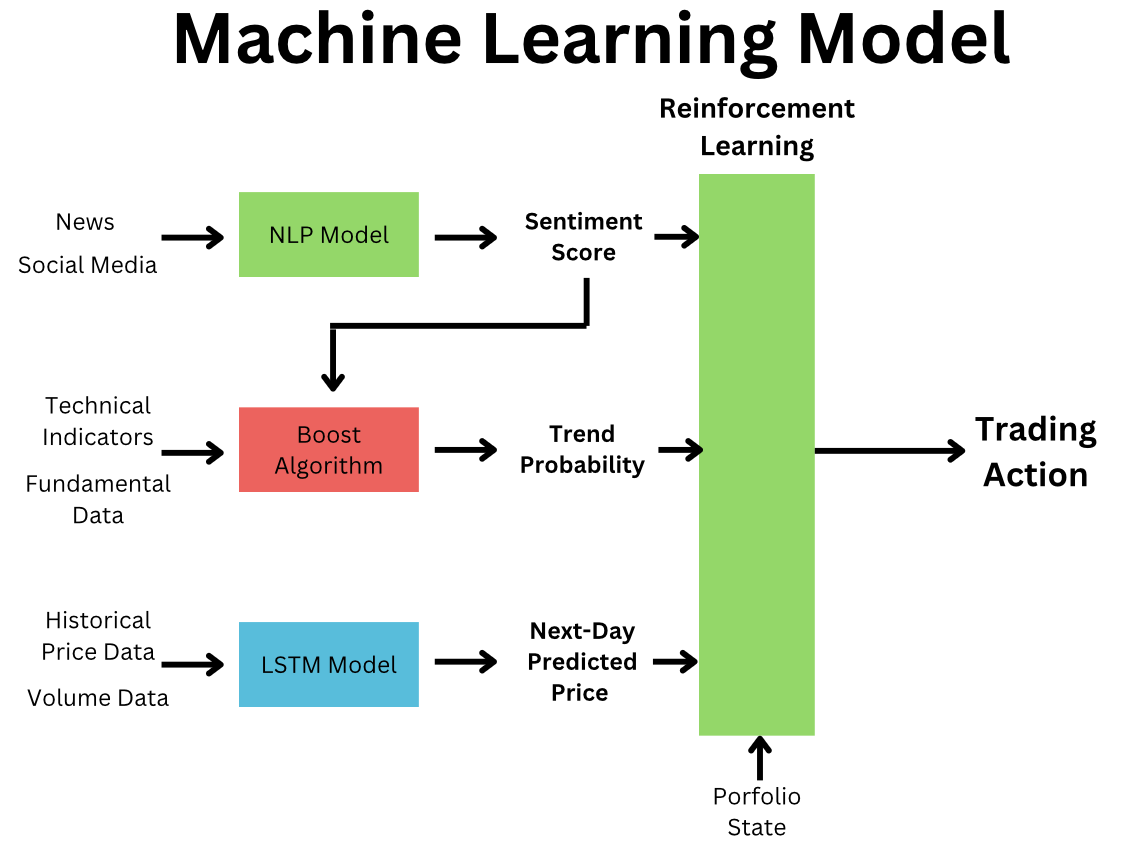 Machine Learning Model
Reinforcement
Learning
News
Social Media
NLP Model
Sentiment
Score
Technical
Indicators
Fundamental
Data
Boost
Algorithm
Trend
Probability
Trading
Action
Historical
Price Data
Volume Data
LSTM Model
Next-Day
Predicted
Price
Porfolio
State